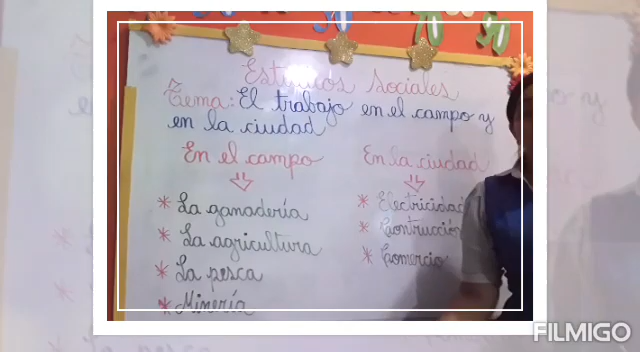 Estudios Sociales
Tema: El trabajo en el campo y
en la ciudad
En el campo
* La ganadería
* La agricultura
* La pesca
* Minería
En la ciudad
* Electricidad
* Contrucción
* Comercio
FILMIGO